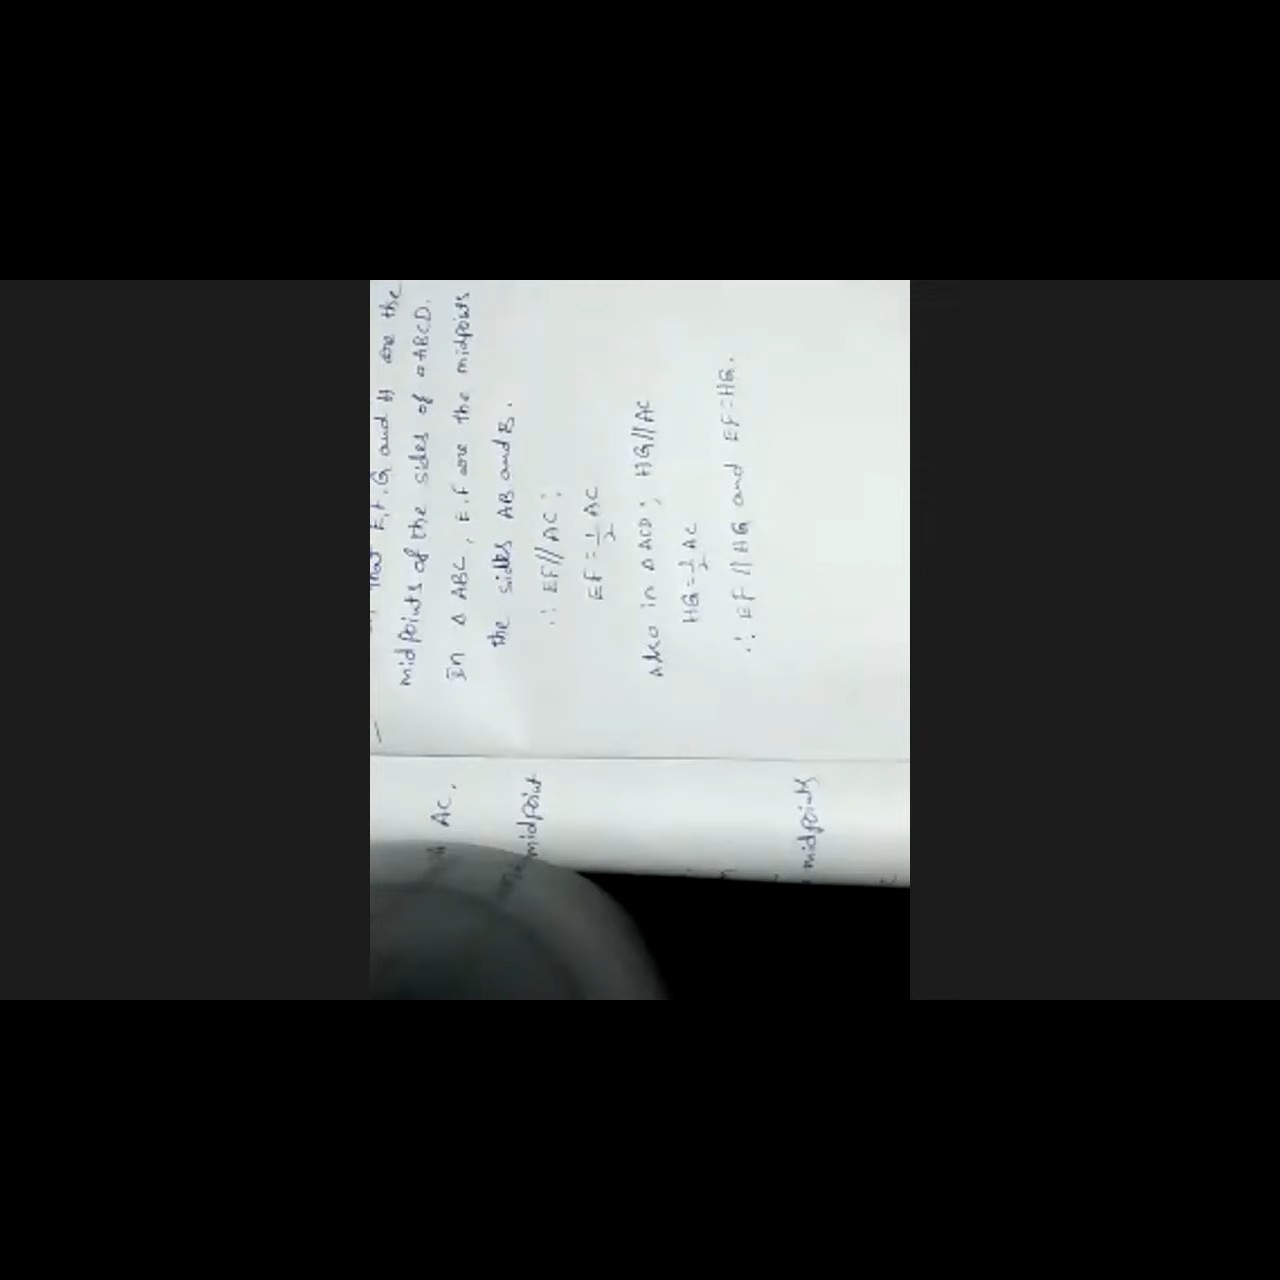 that E, F, G and H are the
midpoints of the sides of □ABCD.
In Δ ABC, E, F are the midpoints
the sides AB and B.
∴ EF // AC ;
EF = 1/2 AC
Also in Δ ACD ; HG // AC
HG = 1/2 AC
∴ EF // HG and EF = HG.
AC.
midpoint
midpoints